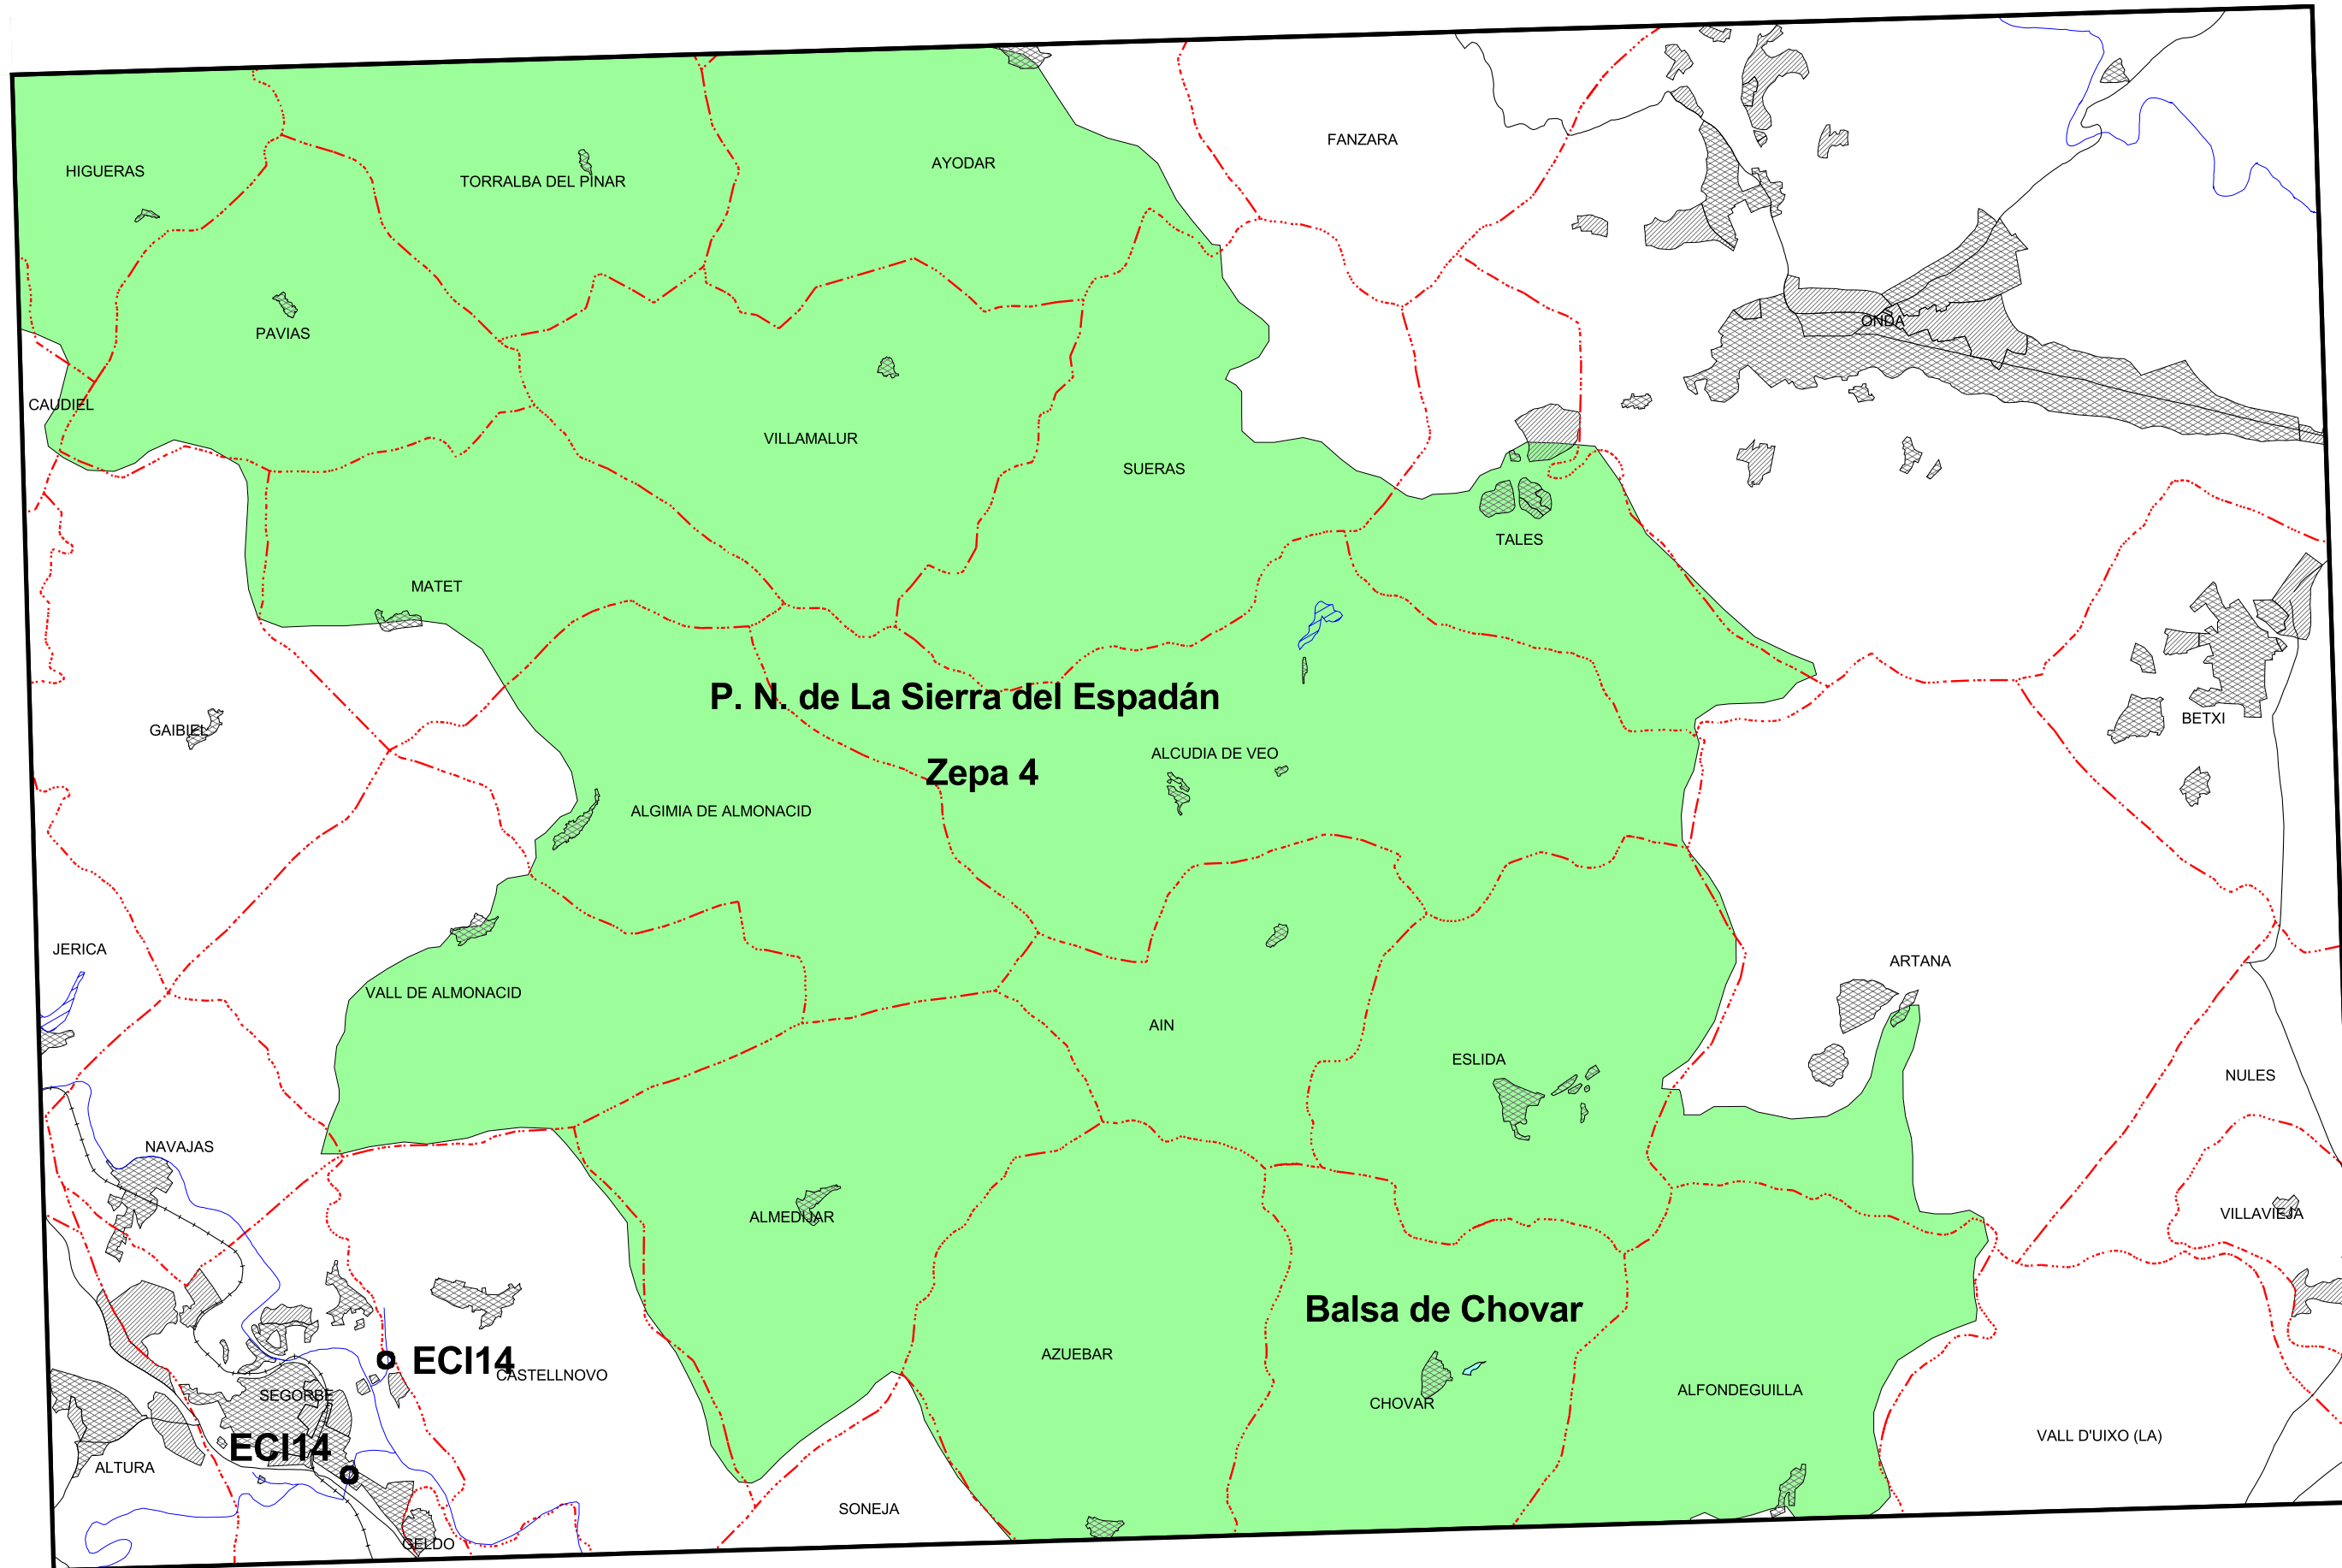 FANZARA
AYODAR
HIGUERAS
TORRALBA DEL PINAR
ONDA
PAVIAS
CAUDIEL
VILLAMALUR
SUERAS
TALES
MATET
P. N. de La Sierra del Espadán
BETXI
GAIBIEL
ALCUDIA DE VEO
Zepa 4
ALGIMIA DE ALMONACID
JERICA
ARTANA
VALL DE ALMONACID
AIN
ESLIDA
NULES
NAVAJAS
ALMEDIJAR
VILLAVIEJA
Balsa de Chovar
AZUEBAR
ECI14
CASTELLNOVO
ALFONDEGUILLA
SEGORBE
CHOVAR
VALL D'UIXO (LA)
ECI14
ALTURA
SONEJA
GELDO